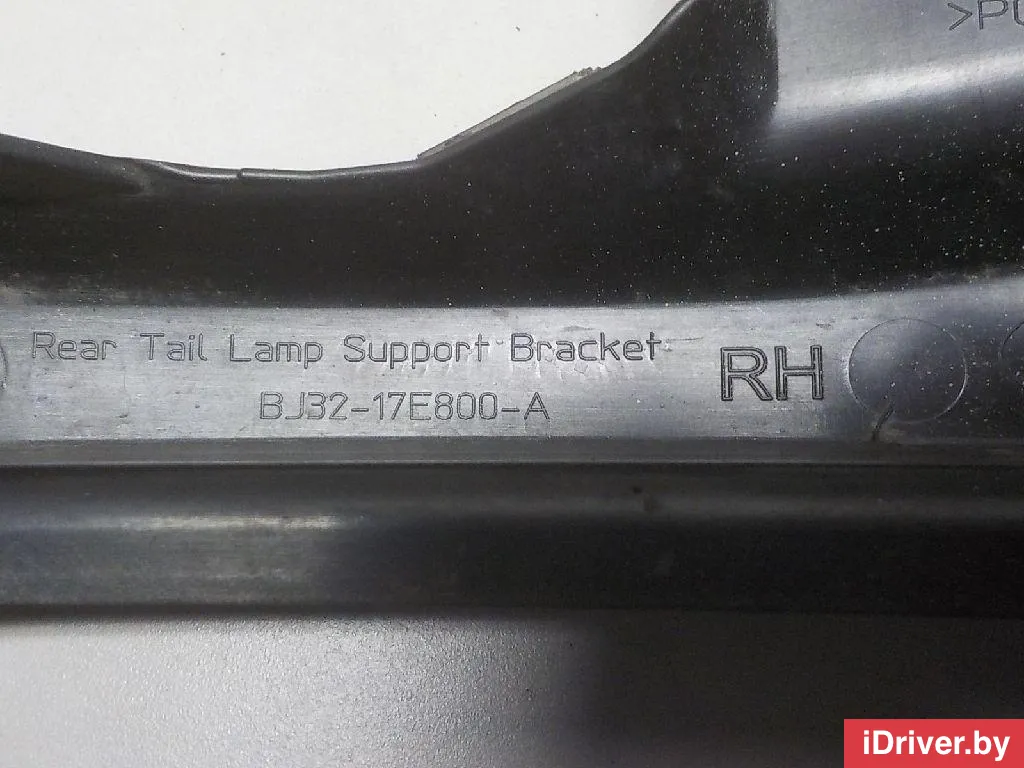 Rear Tail Lamp Support Bracket
BJ32-17E800-A
RH
iDriver.by